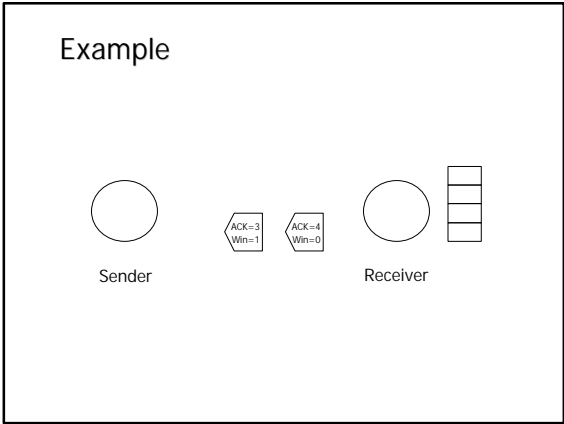 Example
ACK=3
Win=1
ACK=4
Win=0
Sender
Receiver